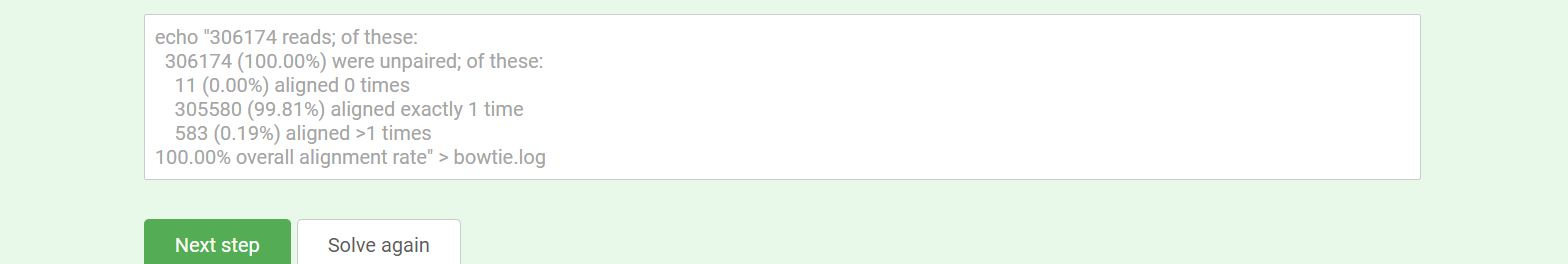 echo "306174 reads; of these:
306174 (100.00%) were unpaired; of these:
11 (0.00%) aligned 0 times
305580 (99.81%) aligned exactly 1 time
583 (0.19%) aligned >1 times
100.00% overall alignment rate" > bowtie.log
Next step
Solve again